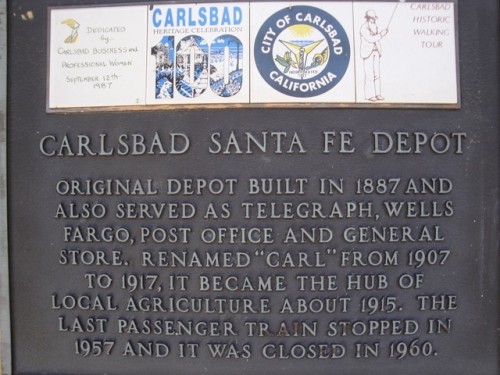 DEDICATED
by
CARLSBAD BUSINESS and
PROFESSIONAL WOMEN
SEPTEMBER 12th
1987
CARLSBAD
HERITAGE CELEBRATION
100
CITY OF CARLSBAD
CALIFORNIA
CARLSBAD
HISTORIC
WALKING
TOUR
CARLSBAD SANTA FE DEPOT
ORIGINAL DEPOT BUILT IN 1887 AND
ALSO SERVED AS TELEGRAPH, WELLS
FARGO, POST OFFICE AND GENERAL
STORE. RENAMED "CARL" FROM 1907
TO 1917, IT BECAME THE HUB OF
LOCAL AGRICULTURE ABOUT 1915. THE
LAST PASSENGER TRAIN STOPPED IN
1957 AND IT WAS CLOSED IN 1960.